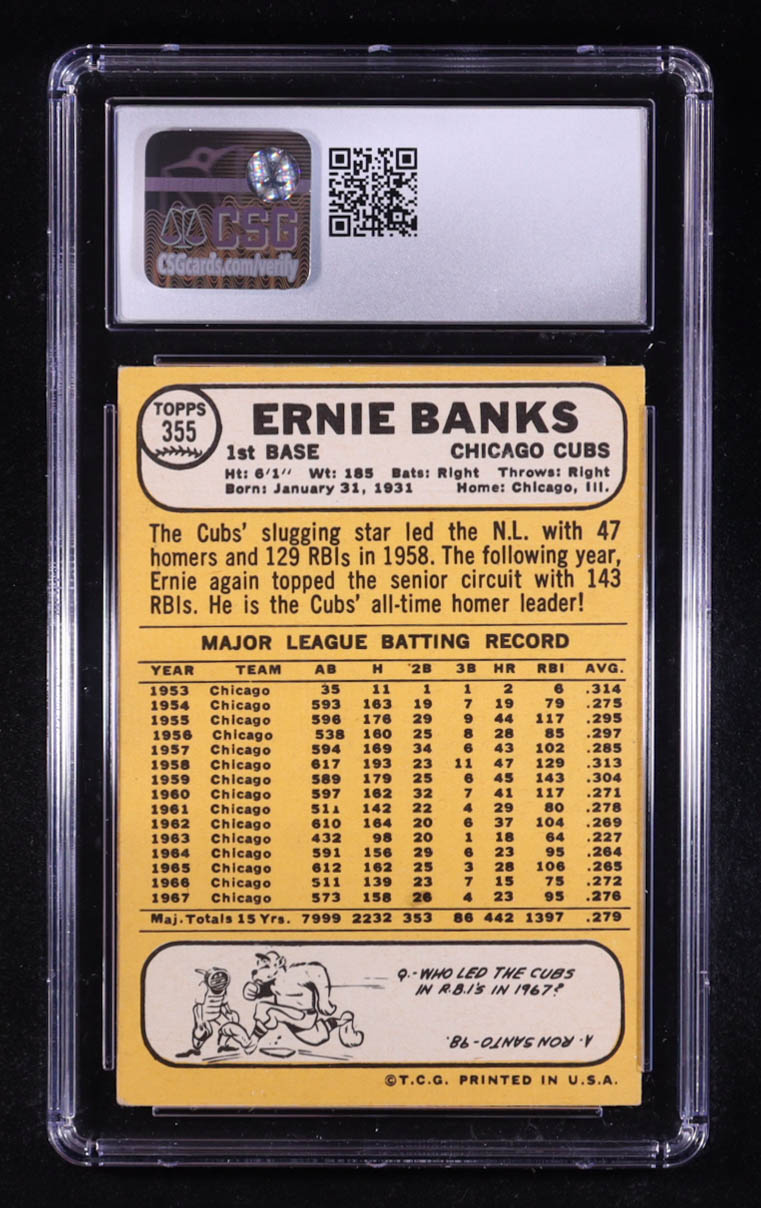 CSG
CSGcards.com/verify
TOPPS
355
ERNIE BANKS
1st BASE CHICAGO CUBS
Ht: 6'1" Wt: 185 Bats: Right Throws: Right
Born: January 31, 1931 Home: Chicago, Ill.
The Cubs' slugging star led the N.L. with 47
homers and 129 RBIs in 1958. The following year,
Ernie again topped the senior circuit with 143
RBIs. He is the Cubs' all-time homer leader!
MAJOR LEAGUE BATTING RECORD
YEAR TEAM AB H 2B 3B HR RBI AVG.
1953 Chicago 35 11 1 1 2 6 .314
1954 Chicago 593 163 19 7 19 79 .275
1955 Chicago 596 176 29 9 44 117 .295
1956 Chicago 538 160 25 8 28 85 .297
1957 Chicago 594 169 34 6 43 102 .285
1958 Chicago 617 193 23 11 47 129 .313
1959 Chicago 589 179 25 6 45 143 .304
1960 Chicago 597 162 32 7 41 117 .271
1961 Chicago 511 142 22 4 29 80 .278
1962 Chicago 610 164 20 6 37 104 .269
1963 Chicago 432 98 20 1 18 64 .227
1964 Chicago 591 156 29 6 23 95 .264
1965 Chicago 612 162 25 3 28 106 .265
1966 Chicago 511 139 23 7 15 75 .272
1967 Chicago 573 158 26 4 23 95 .276
Maj. Totals 15 Yrs. 7999 2232 353 86 442 1397 .279
Q.-WHO LED THE CUBS
IN R.B.I'S IN 1967?
A. RON SANTO-98.
©T.C.G. PRINTED IN U.S.A.